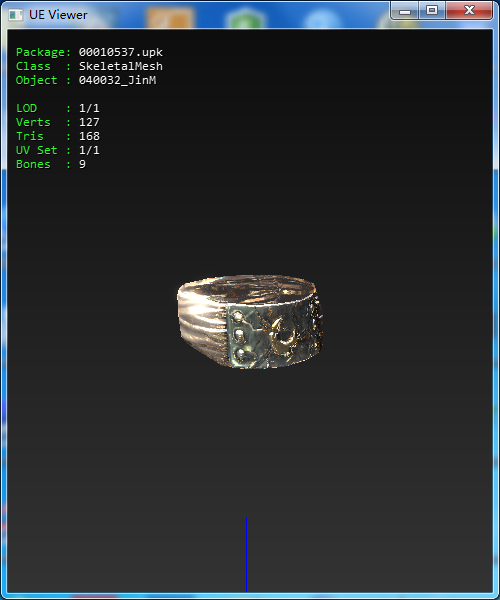 UE Viewer
Package: 00010537.upk
Class : SkeletalMesh
Object : 040032_JinM
LOD : 1/1
Verts : 127
Tris : 168
UV Set : 1/1
Bones : 9